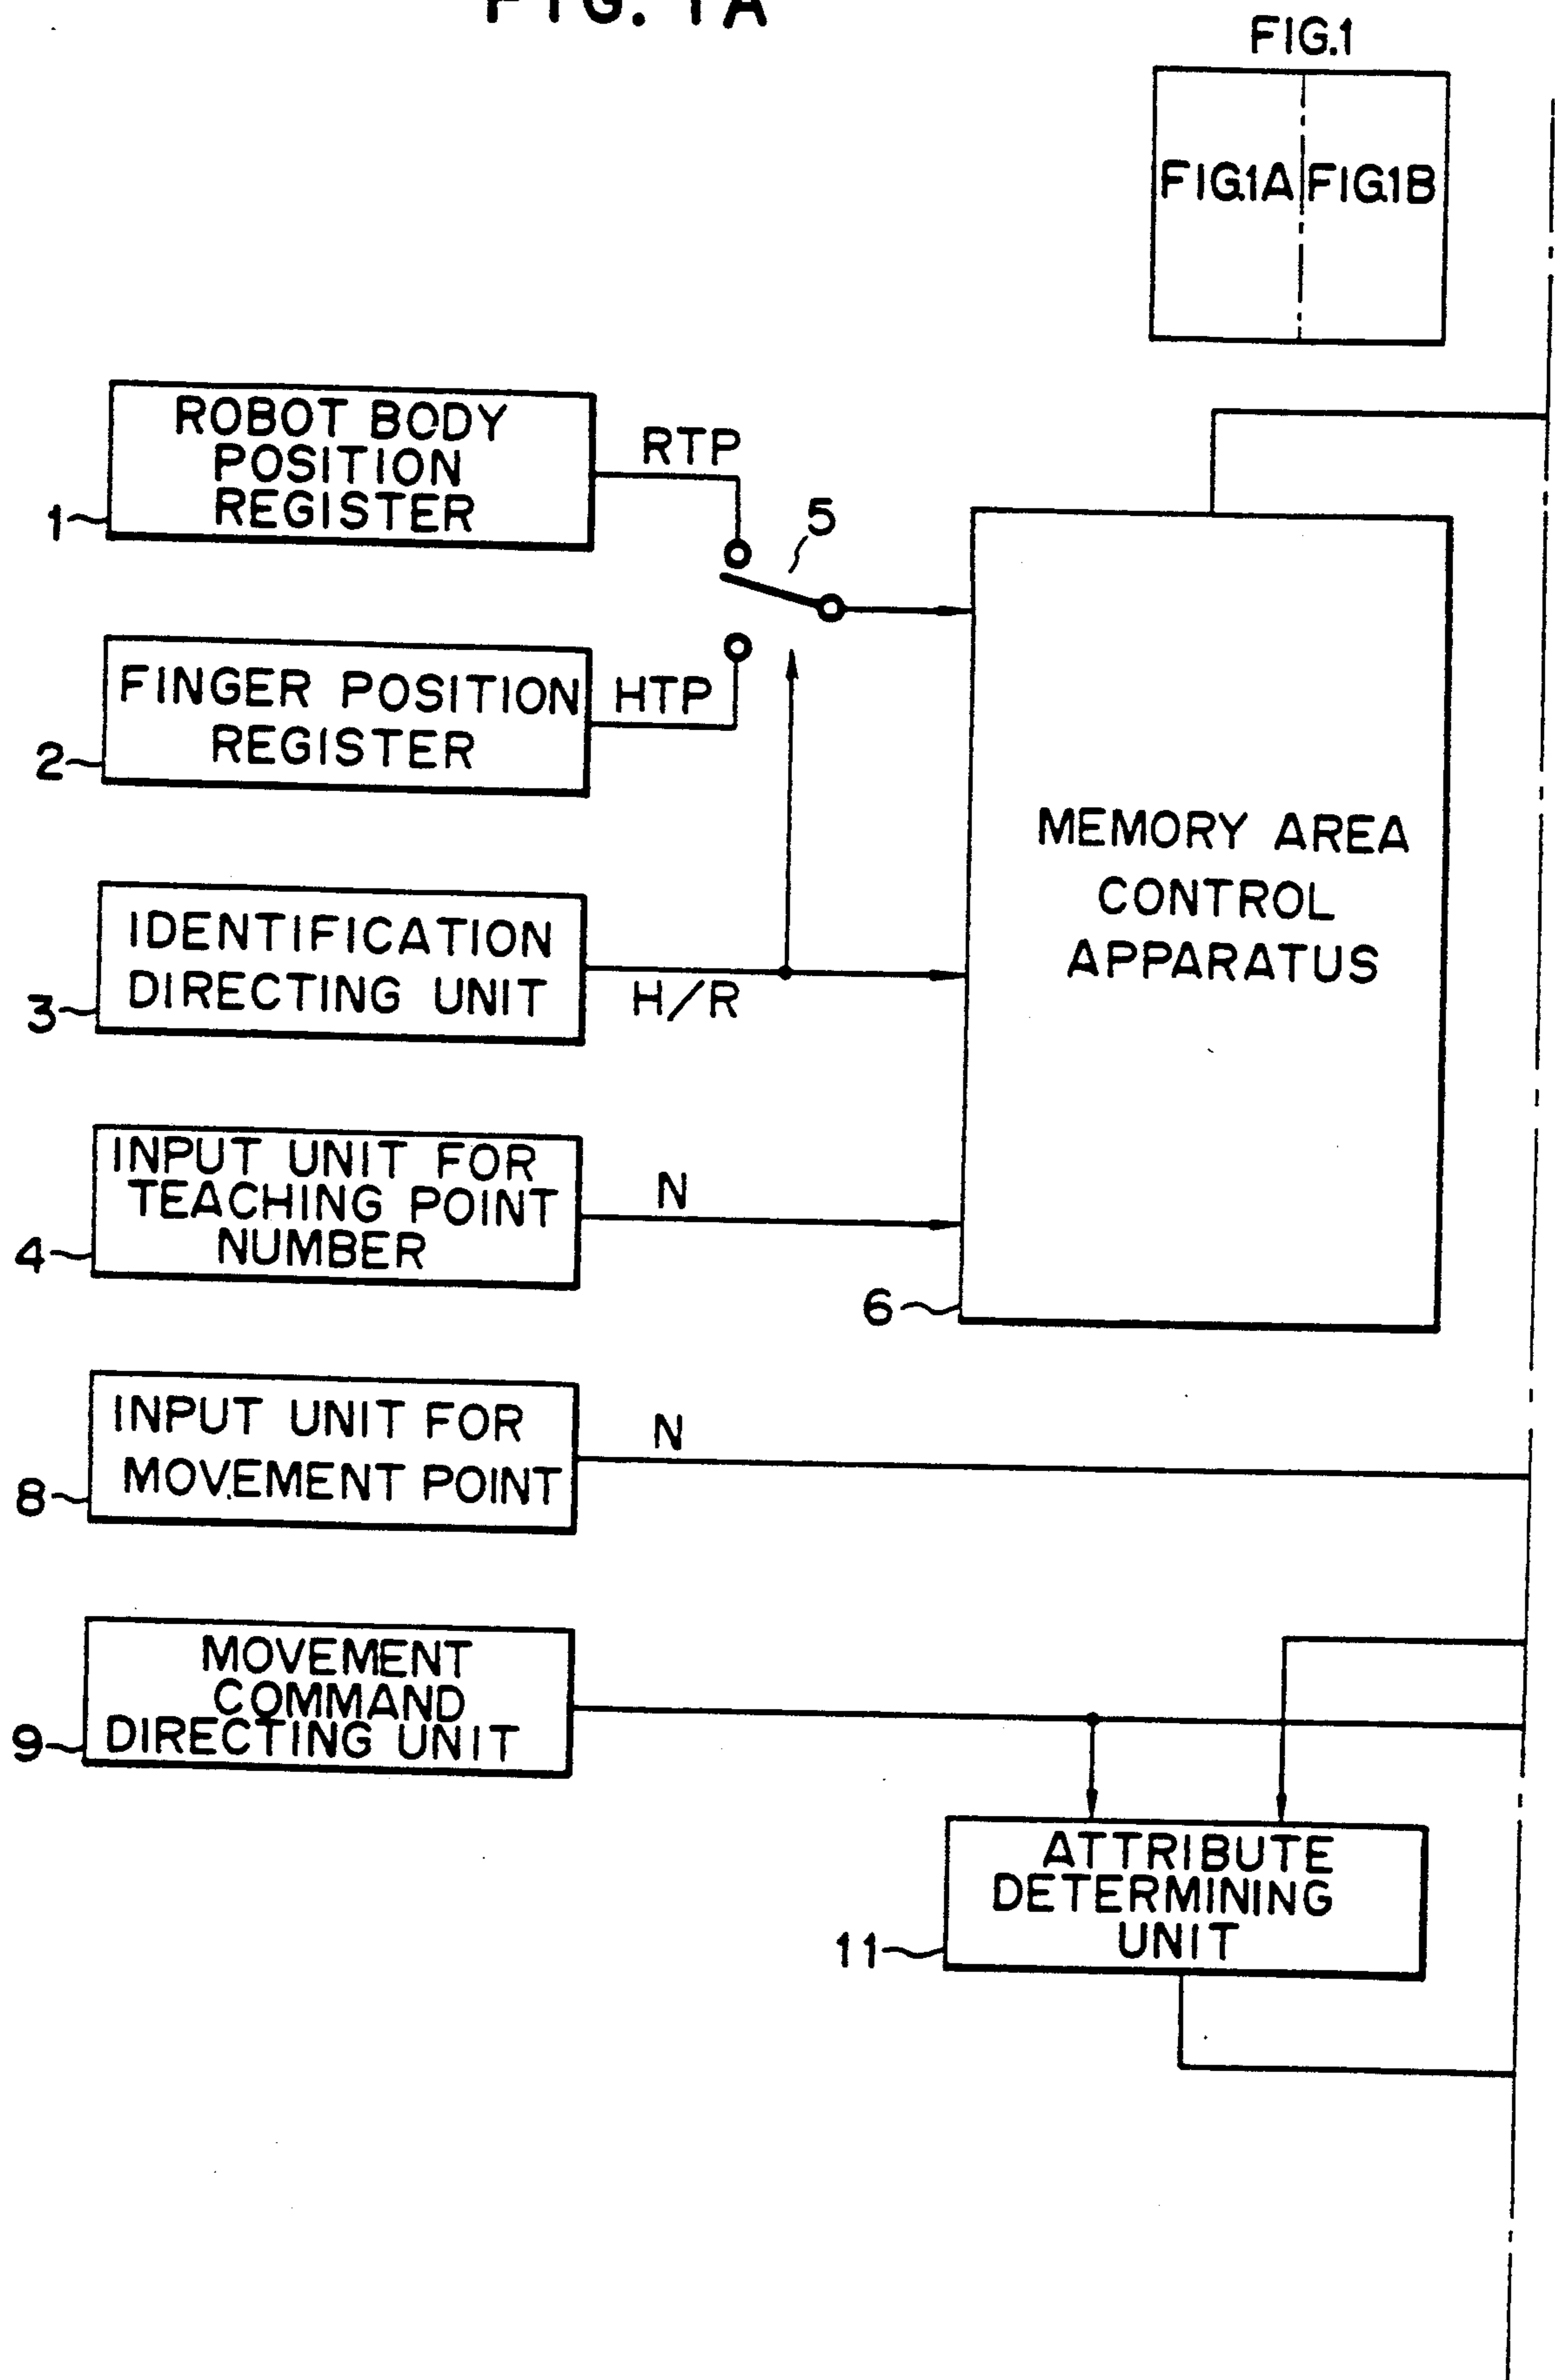 FIG. 1A
FIG.1
FIG.1A
FIG.1B
ROBOT BODY
POSITION
REGISTER
1
RTP
5
FINGER POSITION
REGISTER
2
HTP
IDENTIFICATION
DIRECTING UNIT
3
H/R
MEMORY AREA
CONTROL
APPARATUS
6
INPUT UNIT FOR
TEACHING POINT
NUMBER
4
N
INPUT UNIT FOR
MOVEMENT POINT
8
N
MOVEMENT
COMMAND
DIRECTING UNIT
9
ATTRIBUTE
DETERMINING
UNIT
11